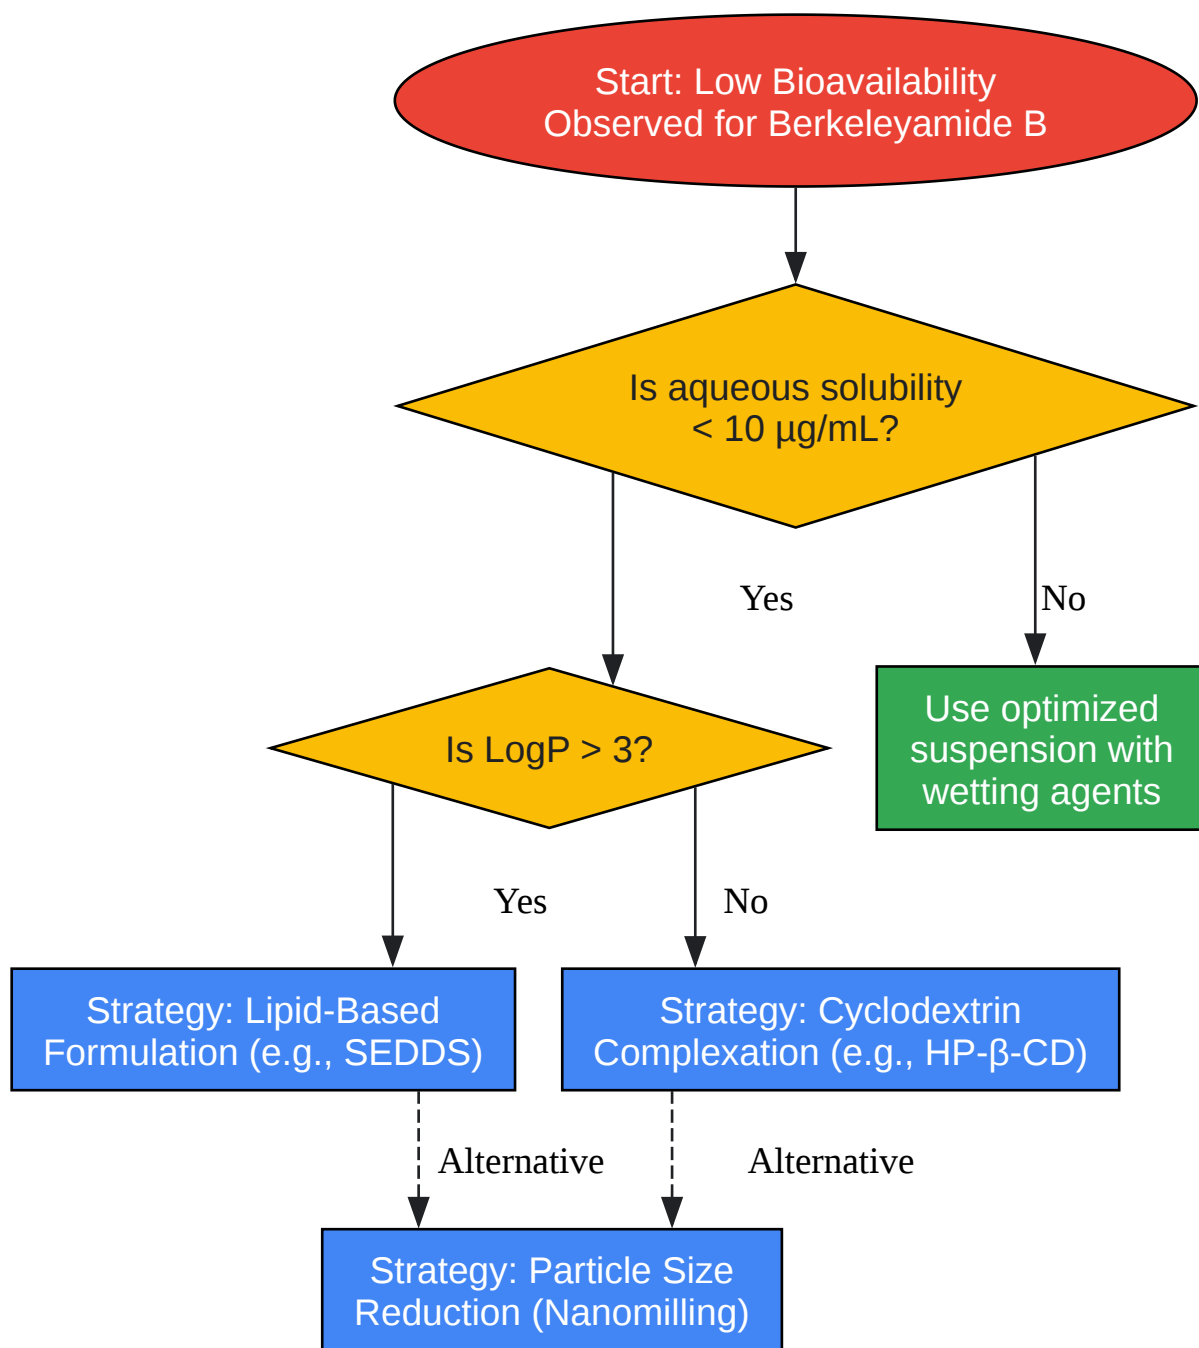 Start: Low Bioavailability
Observed for Berkeleyamide B
Is aqueous solubility
< 10 µg/mL?
Yes
No
Is LogP > 3?
Use optimized
suspension with
wetting agents
Yes
No
Strategy: Lipid-Based
Formulation (e.g., SEDDS)
Strategy: Cyclodextrin
Complexation (e.g., HP-β-CD)
Alternative
Alternative
Strategy: Particle Size
Reduction (Nanomilling)